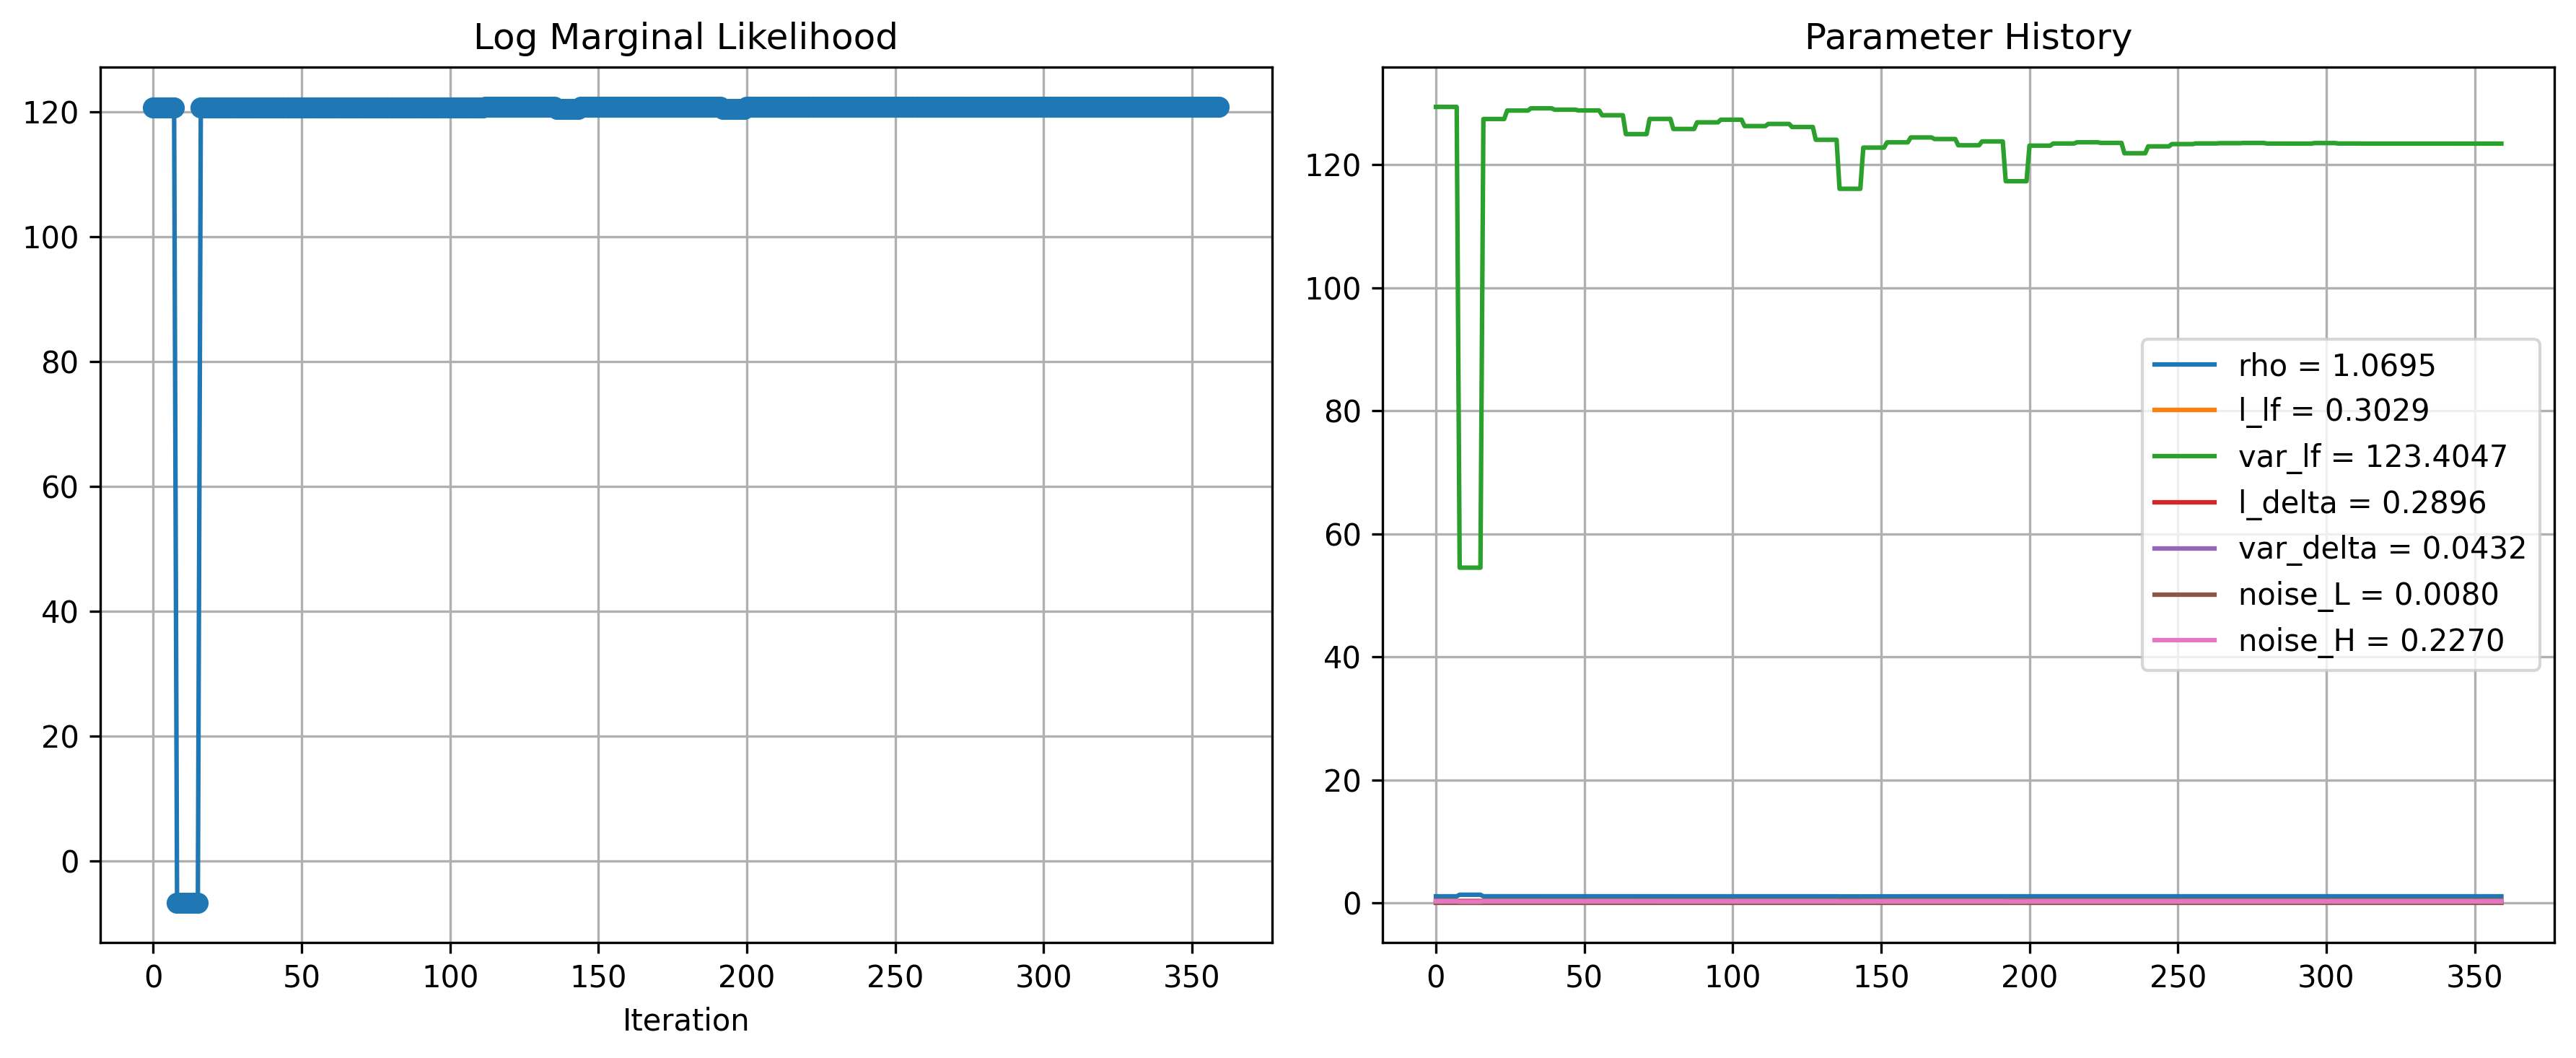 Log Marginal Likelihood
120
100
80
60
40
20
0
0 50 100 150 200 250 300 350
Iteration
Parameter History
120
100
80
60
40
20
0
0 50 100 150 200 250 300 350
rho = 1.0695
l_lf = 0.3029
var_lf = 123.4047
l_delta = 0.2896
var_delta = 0.0432
noise_L = 0.0080
noise_H = 0.2270